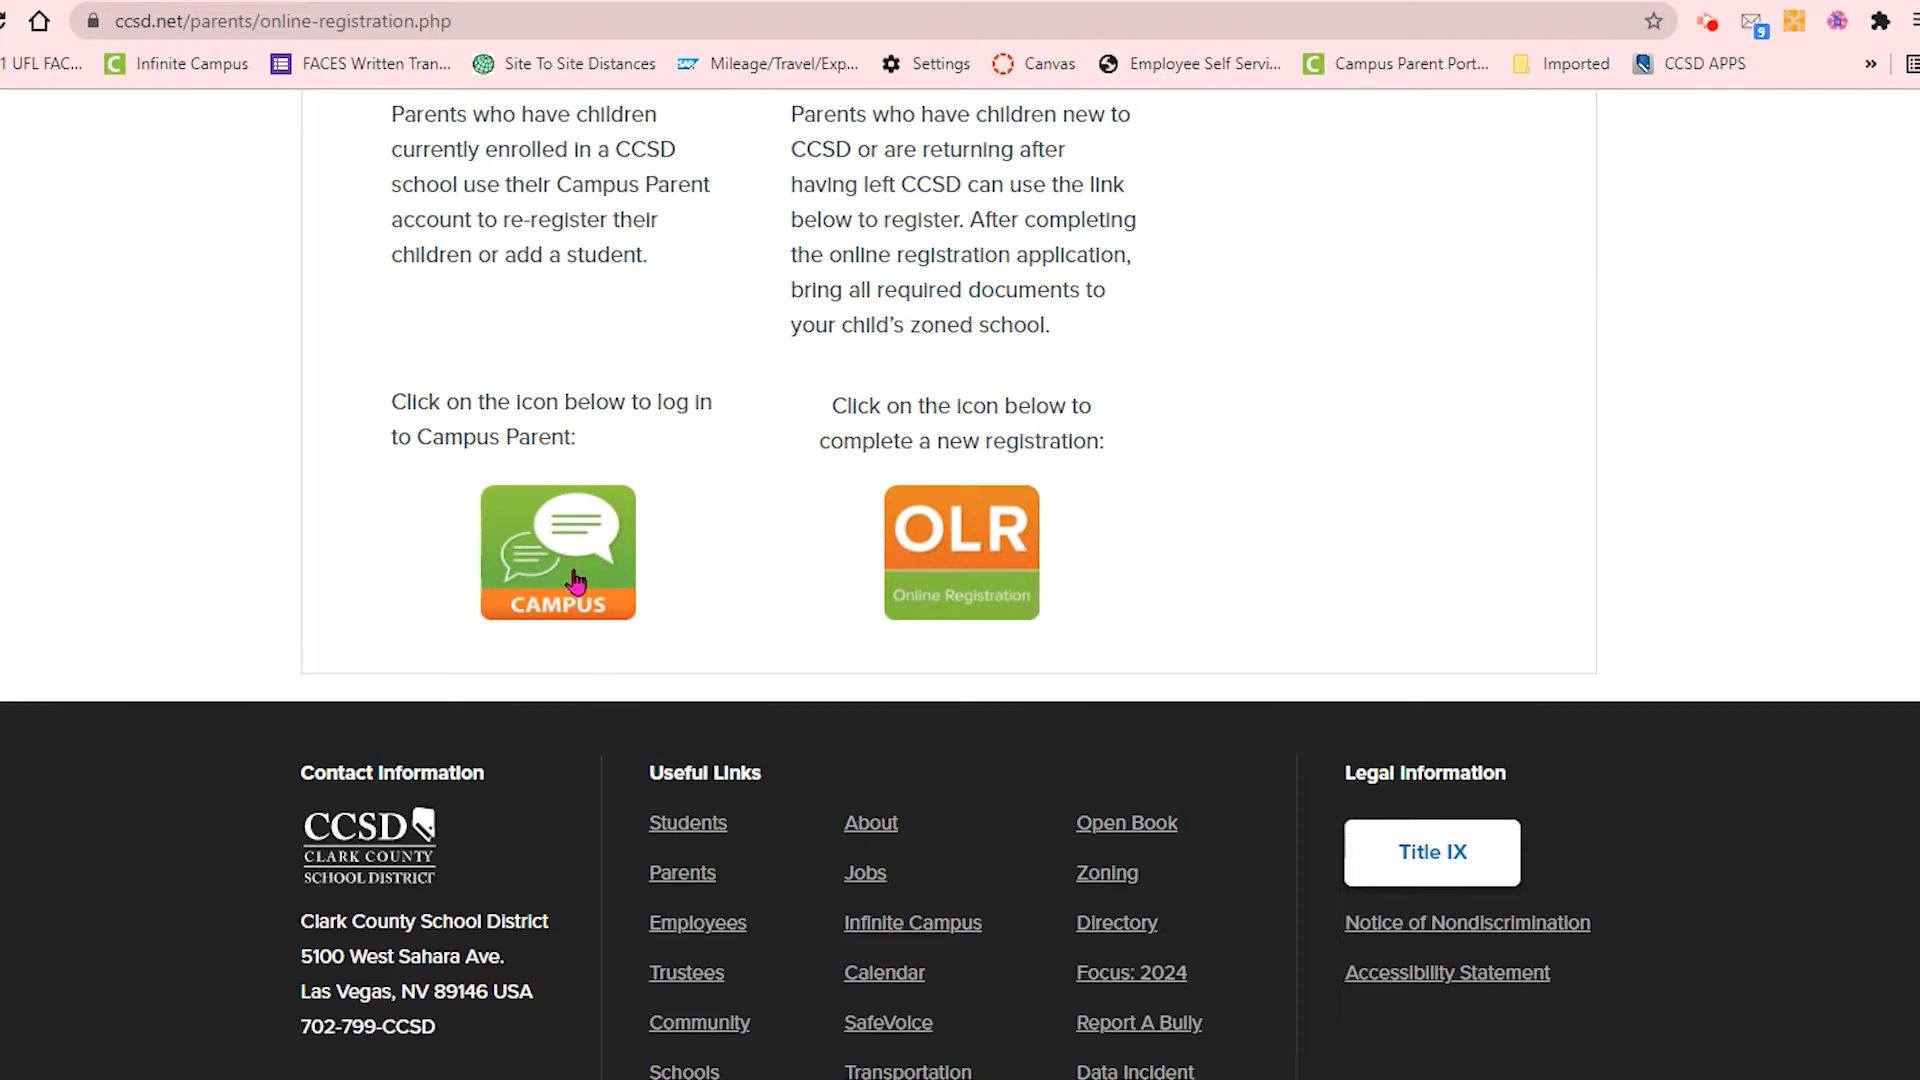 ccsd.net/parents/online-registration.php
9
1 UFL FAC...
Infinite Campus
FACES Written Tran...
Site To Site Distances
Mileage/Travel/Exp...
Settings
Canvas
Employee Self Servi...
Campus Parent Port...
Imported
CCSD APPS
»
Parents who have children
currently enrolled in a CCSD
school use their Campus Parent
account to re-register their
children or add a student.
Click on the icon below to log in
to Campus Parent:
CAMPUS
Parents who have children new to
CCSD or are returning after
having left CCSD can use the link
below to register. After completing
the online registration application,
bring all required documents to
your child’s zoned school.
Click on the icon below to
complete a new registration:
OLR
Online Registration
Contact Information
CCSD
CLARK COUNTY
SCHOOL DISTRICT
Clark County School District
5100 West Sahara Ave.
Las Vegas, NV 89146 USA
702-799-CCSD
Useful Links
Students
Parents
Employees
Trustees
Community
Schools
About
Jobs
Infinite Campus
Calendar
SafeVoice
Transportation
Open Book
Zoning
Directory
Focus: 2024
Report A Bully
Data Incident
Legal Information
Title IX
Notice of Nondiscrimination
Accessibility Statement